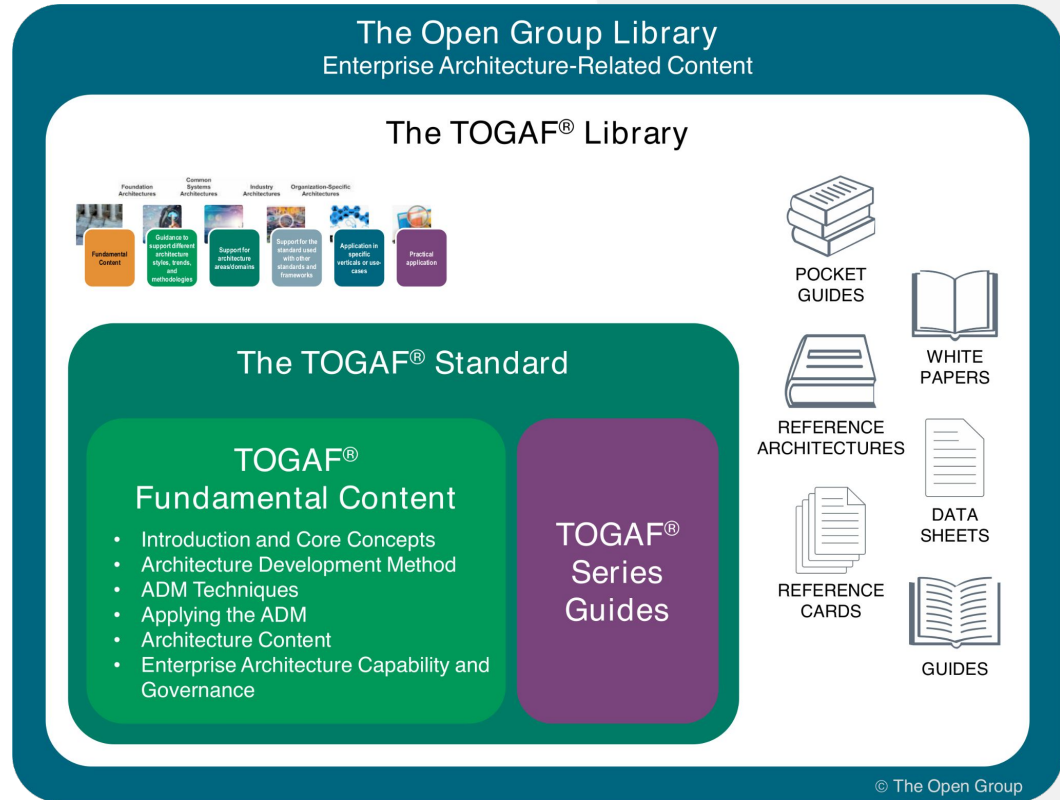 The Open Group Library
Enterprise Architecture-Related Content
The TOGAF® Library
Foundation
Architectures
Common
Systems
Architectures
Industry
Architectures
Organization-Specific
Architectures
Fundamental
Content
Guidance to
support different
architecture
styles, trends,
and
methodologies
Support for
architecture
areas/domains
Support for the
standard used
with other
standards and
frameworks
Application in
specific
verticals or use-
cases
Practical
application
POCKET
GUIDES
WHITE
PAPERS
REFERENCE
ARCHITECTURES
DATA
SHEETS
REFERENCE
CARDS
GUIDES
The TOGAF® Standard
TOGAF®
Fundamental Content
• Introduction and Core Concepts
• Architecture Development Method
• ADM Techniques
• Applying the ADM
• Architecture Content
• Enterprise Architecture Capability and
Governance
TOGAF®
Series
Guides
© The Open Group